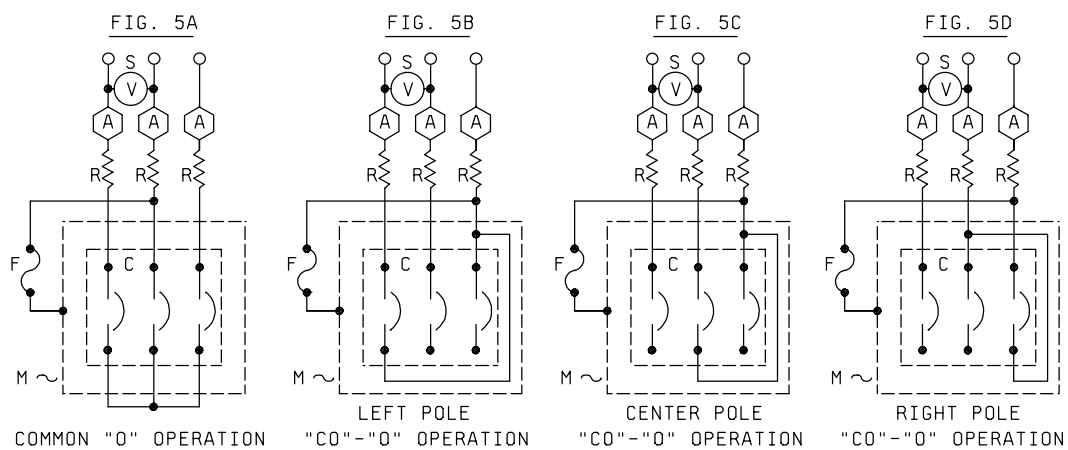 FIG. 5A
FIG. 5B
FIG. 5C
FIG. 5D
S
S
S
S
V
V
V
V
A A A
A A A
A A A
A A A
R R R
R R R
R R R
R R R
F C
F C
F C
F C
M ~
M ~
M ~
M ~
COMMON "O" OPERATION
LEFT POLE
"CO"-"O" OPERATION
CENTER POLE
"CO"-"O" OPERATION
RIGHT POLE
"CO"-"O" OPERATION